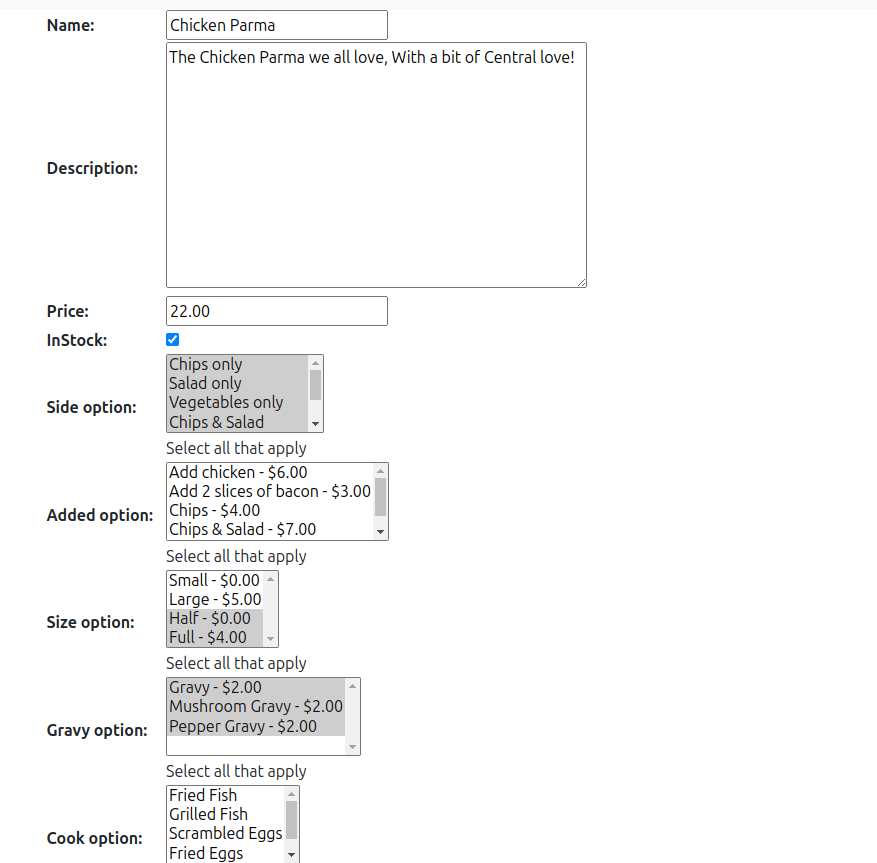 Name:
Chicken Parma
Description:
The Chicken Parma we all love, With a bit of Central love!
Price:
22.00
InStock:
Side option:
Chips only
Salad only
Vegetables only
Chips & Salad
Select all that apply
Added option:
Add chicken - $6.00
Add 2 slices of bacon - $3.00
Chips - $4.00
Chips & Salad - $7.00
Select all that apply
Size option:
Small - $0.00
Large - $5.00
Half - $0.00
Full - $4.00
Select all that apply
Gravy option:
Gravy - $2.00
Mushroom Gravy - $2.00
Pepper Gravy - $2.00
Select all that apply
Cook option:
Fried Fish
Grilled Fish
Scrambled Eggs
Fried Eggs